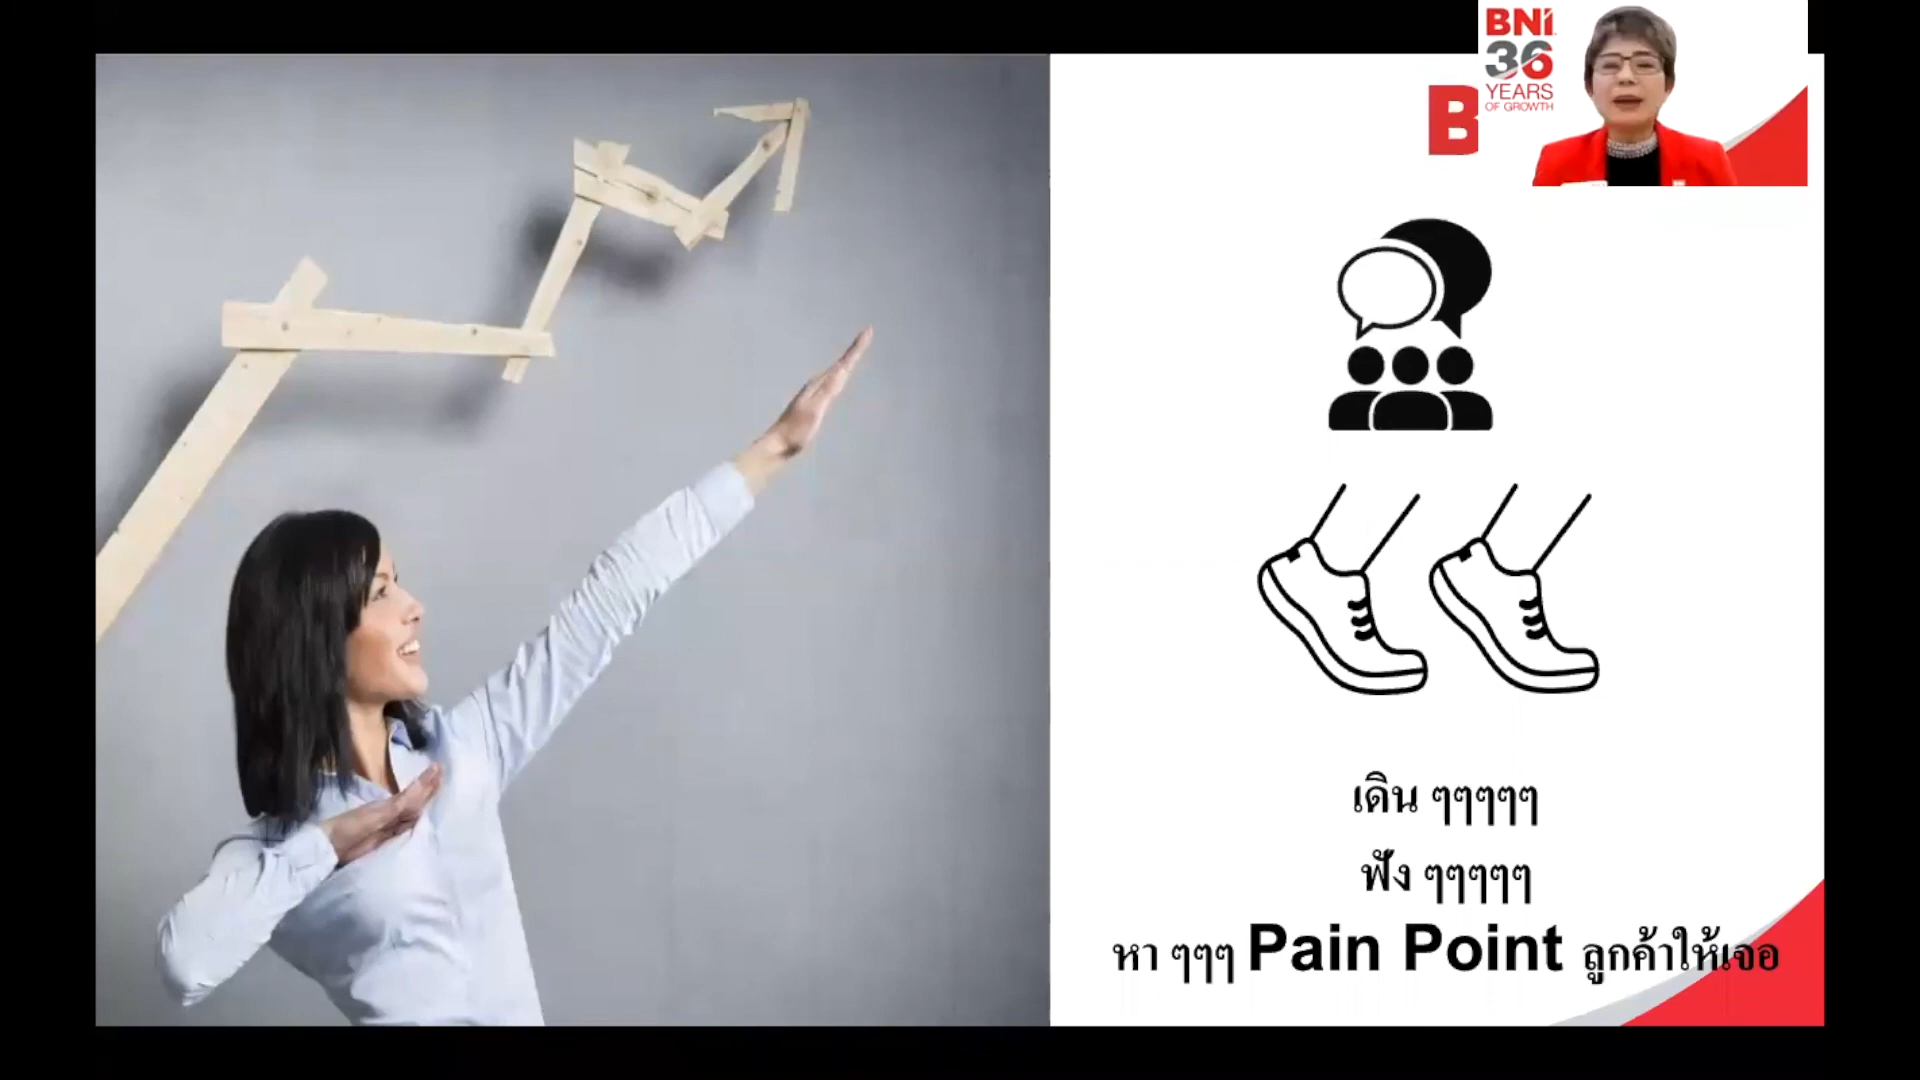 BNI
36
YEARS
OF GROWTH
B
เดิน ๆๆๆๆๆ
ฟัง ๆๆๆๆๆ
หา ๆๆๆ Pain Point ลูกค้าให้เจอ